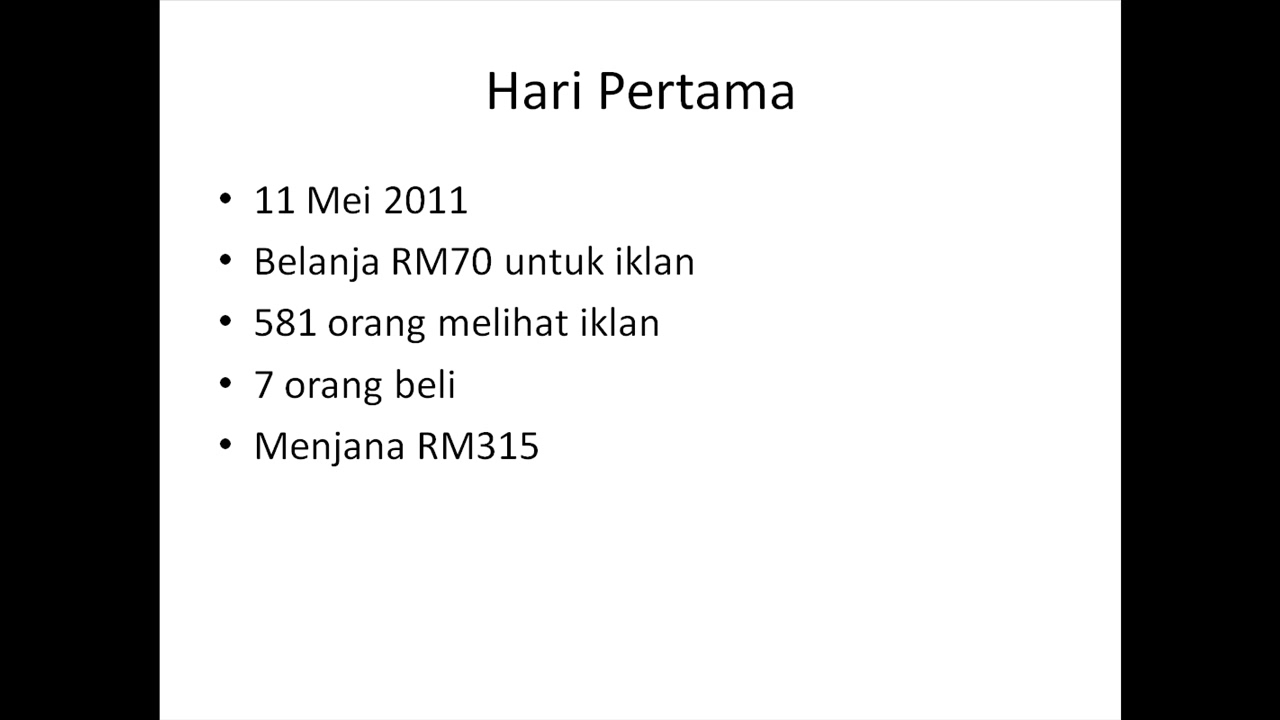 Hari Pertama
• 11 Mei 2011
• Belanja RM70 untuk iklan
• 581 orang melihat iklan
• 7 orang beli
• Menjana RM315